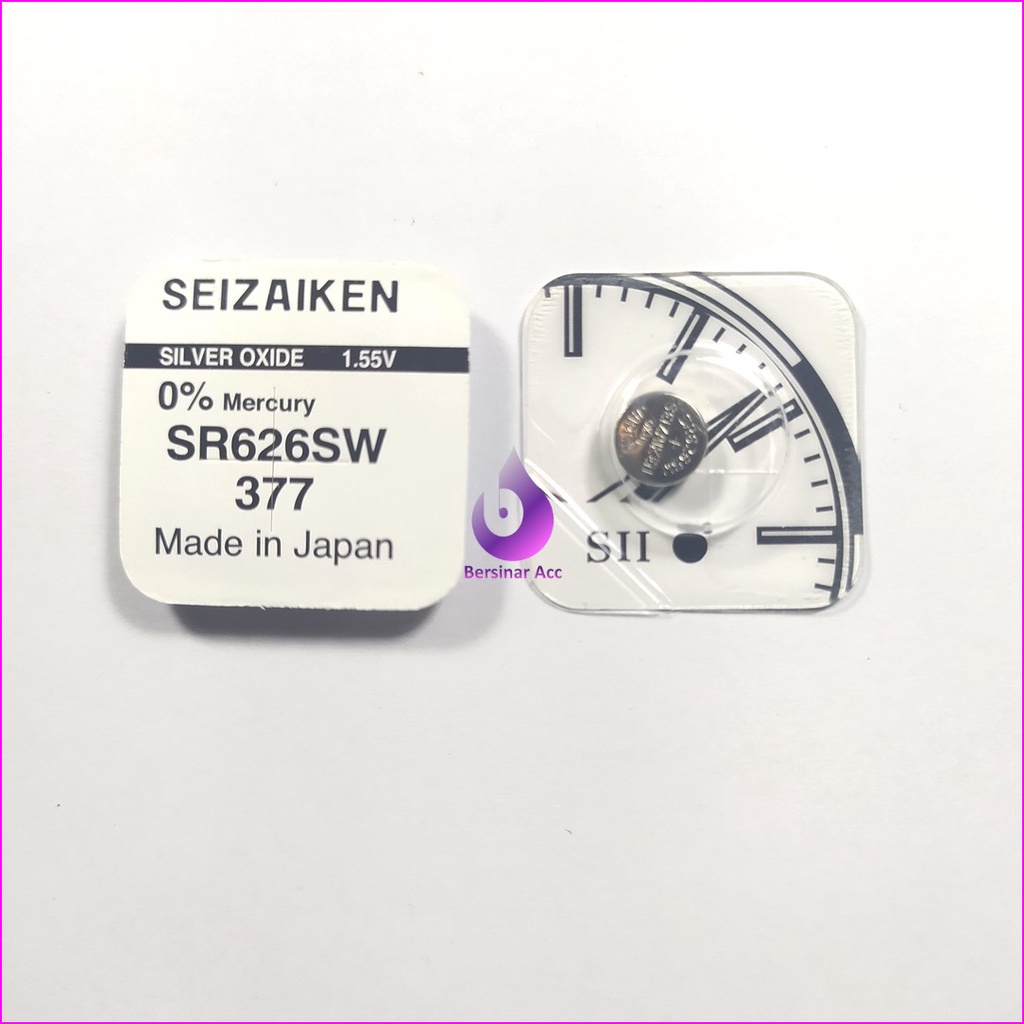 SEIZAIKEN
SILVER OXIDE 1.55V
0% Mercury
SR626SW
377
Made in Japan
SII
b
Bersinar Acc